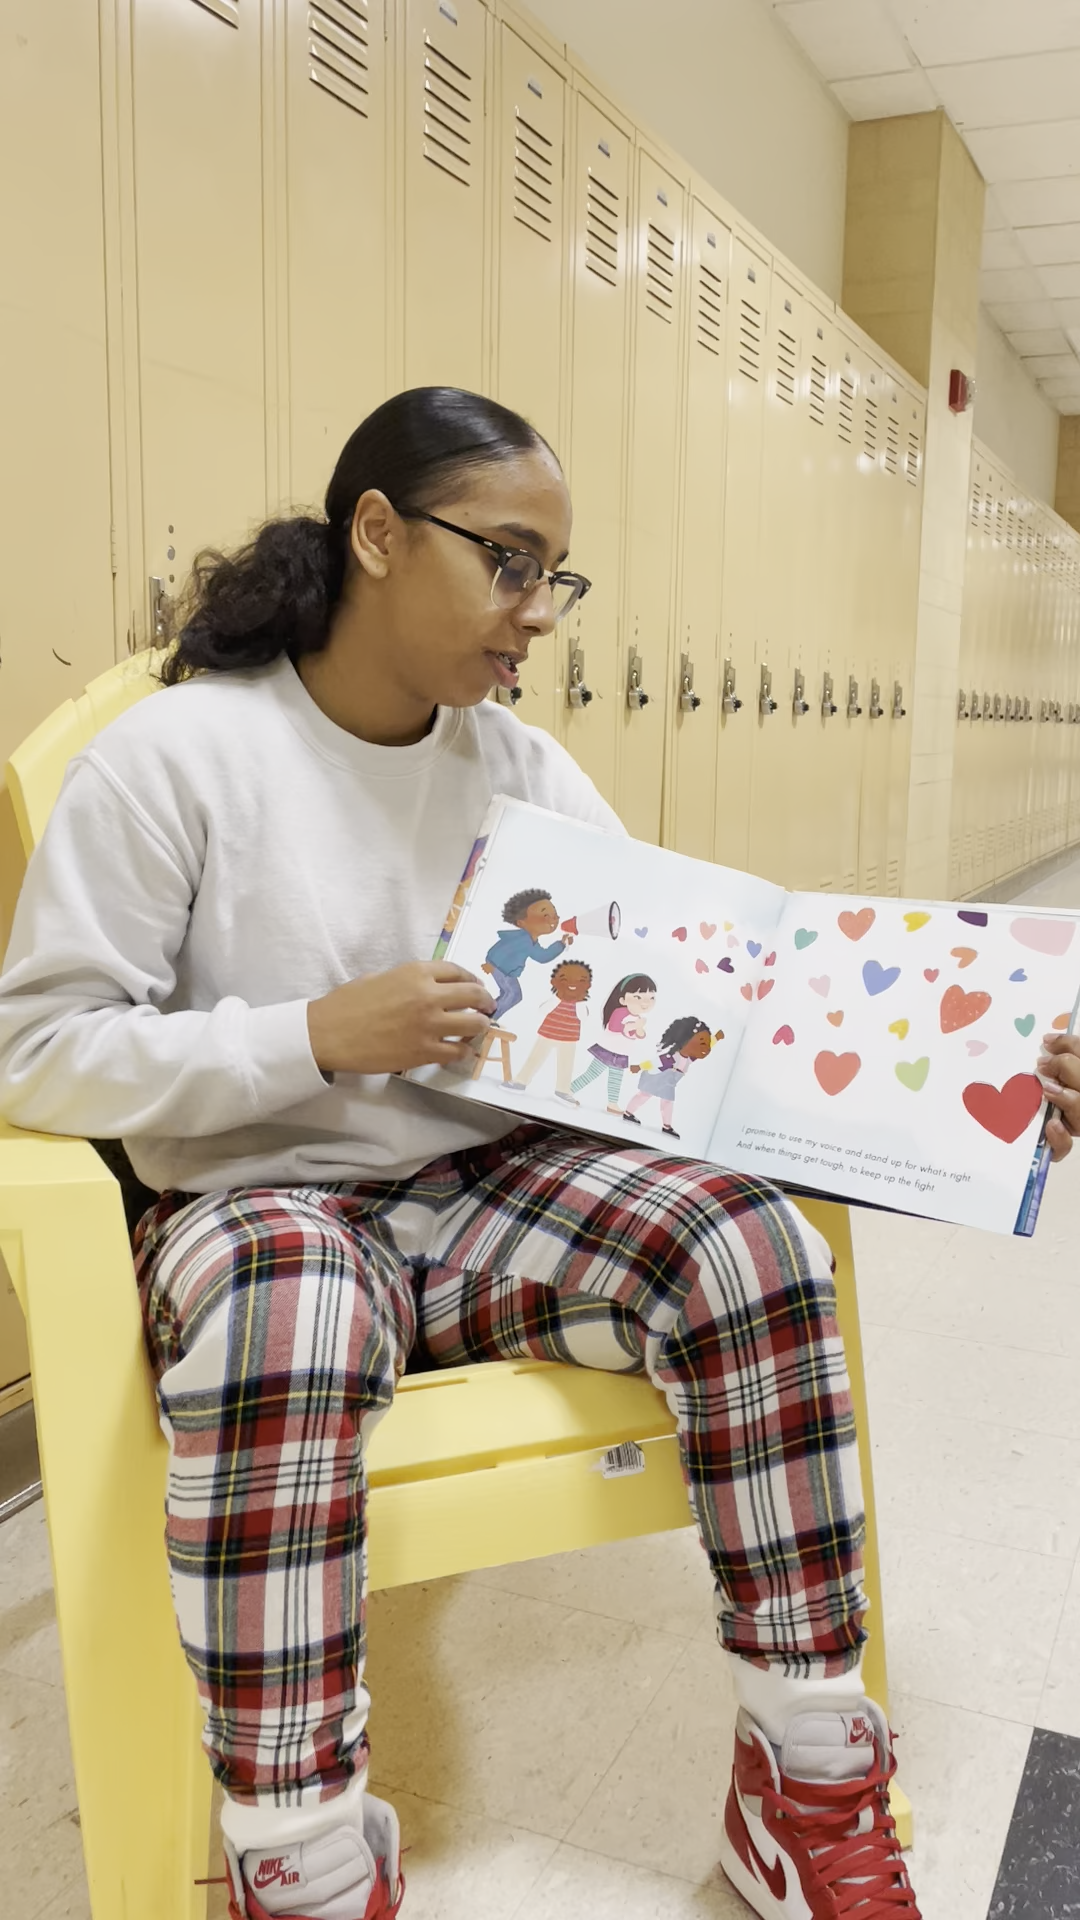 I promise to use my voice and stand up for what's right
And when things get tough, to keep up the fight
NIKE
AIR
NIKE